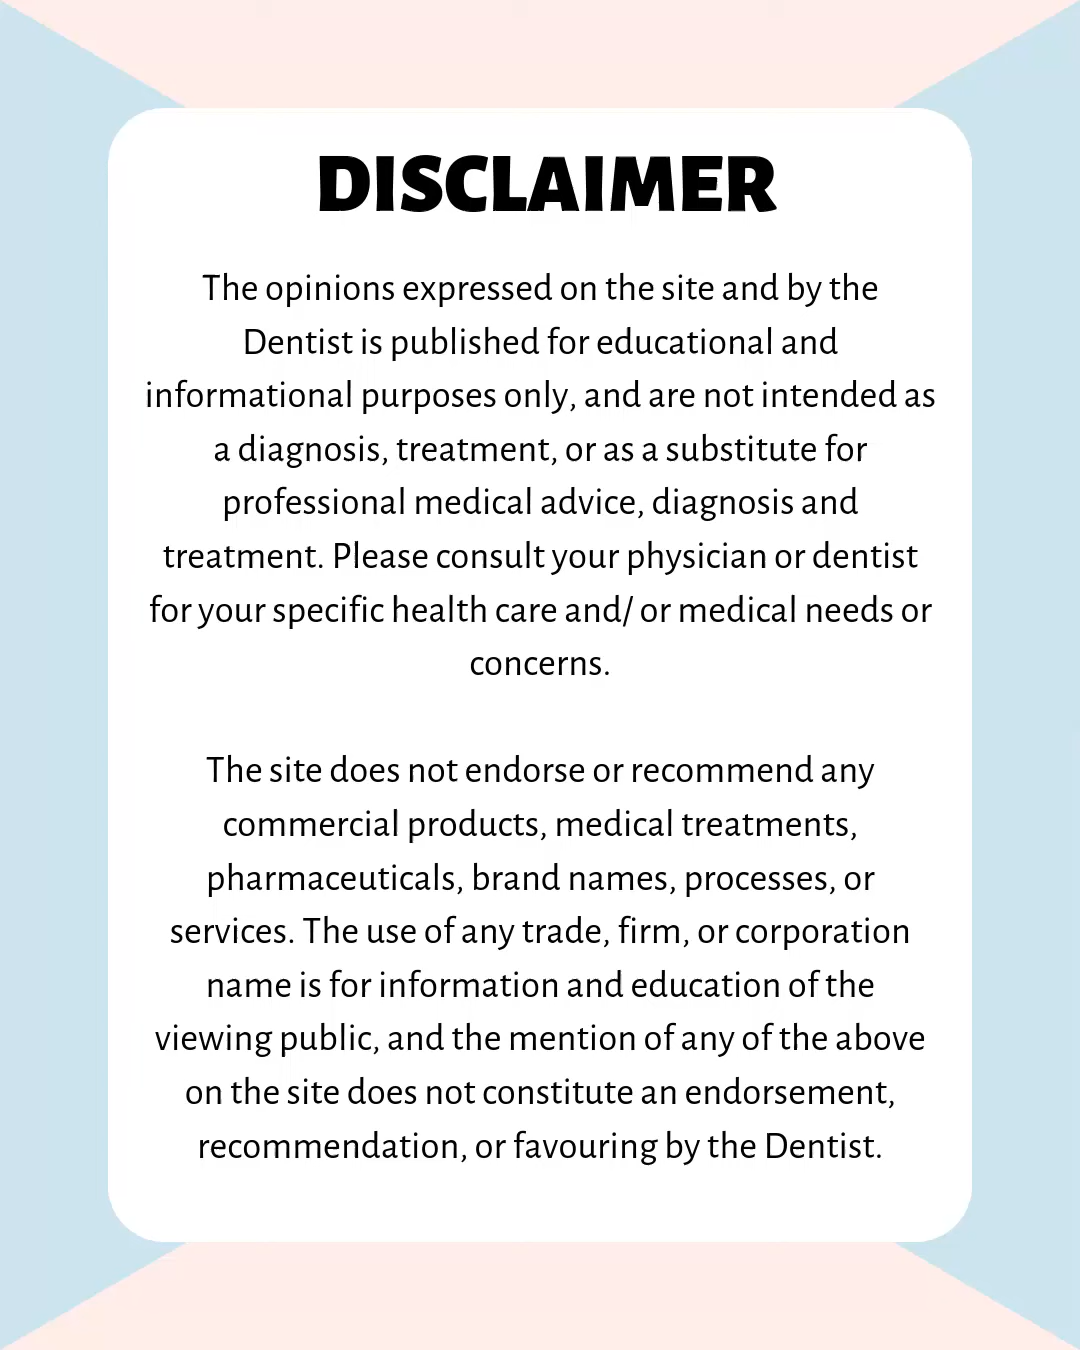 DISCLAIMER
The opinions expressed on the site and by the
Dentist is published for educational and
informational purposes only, and are not intended as
a diagnosis, treatment, or as a substitute for
professional medical advice, diagnosis and
treatment. Please consult your physician or dentist
for your specific health care and/ or medical needs or
concerns.
The site does not endorse or recommend any
commercial products, medical treatments,
pharmaceuticals, brand names, processes, or
services. The use of any trade, firm, or corporation
name is for information and education of the
viewing public, and the mention of any of the above
on the site does not constitute an endorsement,
recommendation, or favouring by the Dentist.